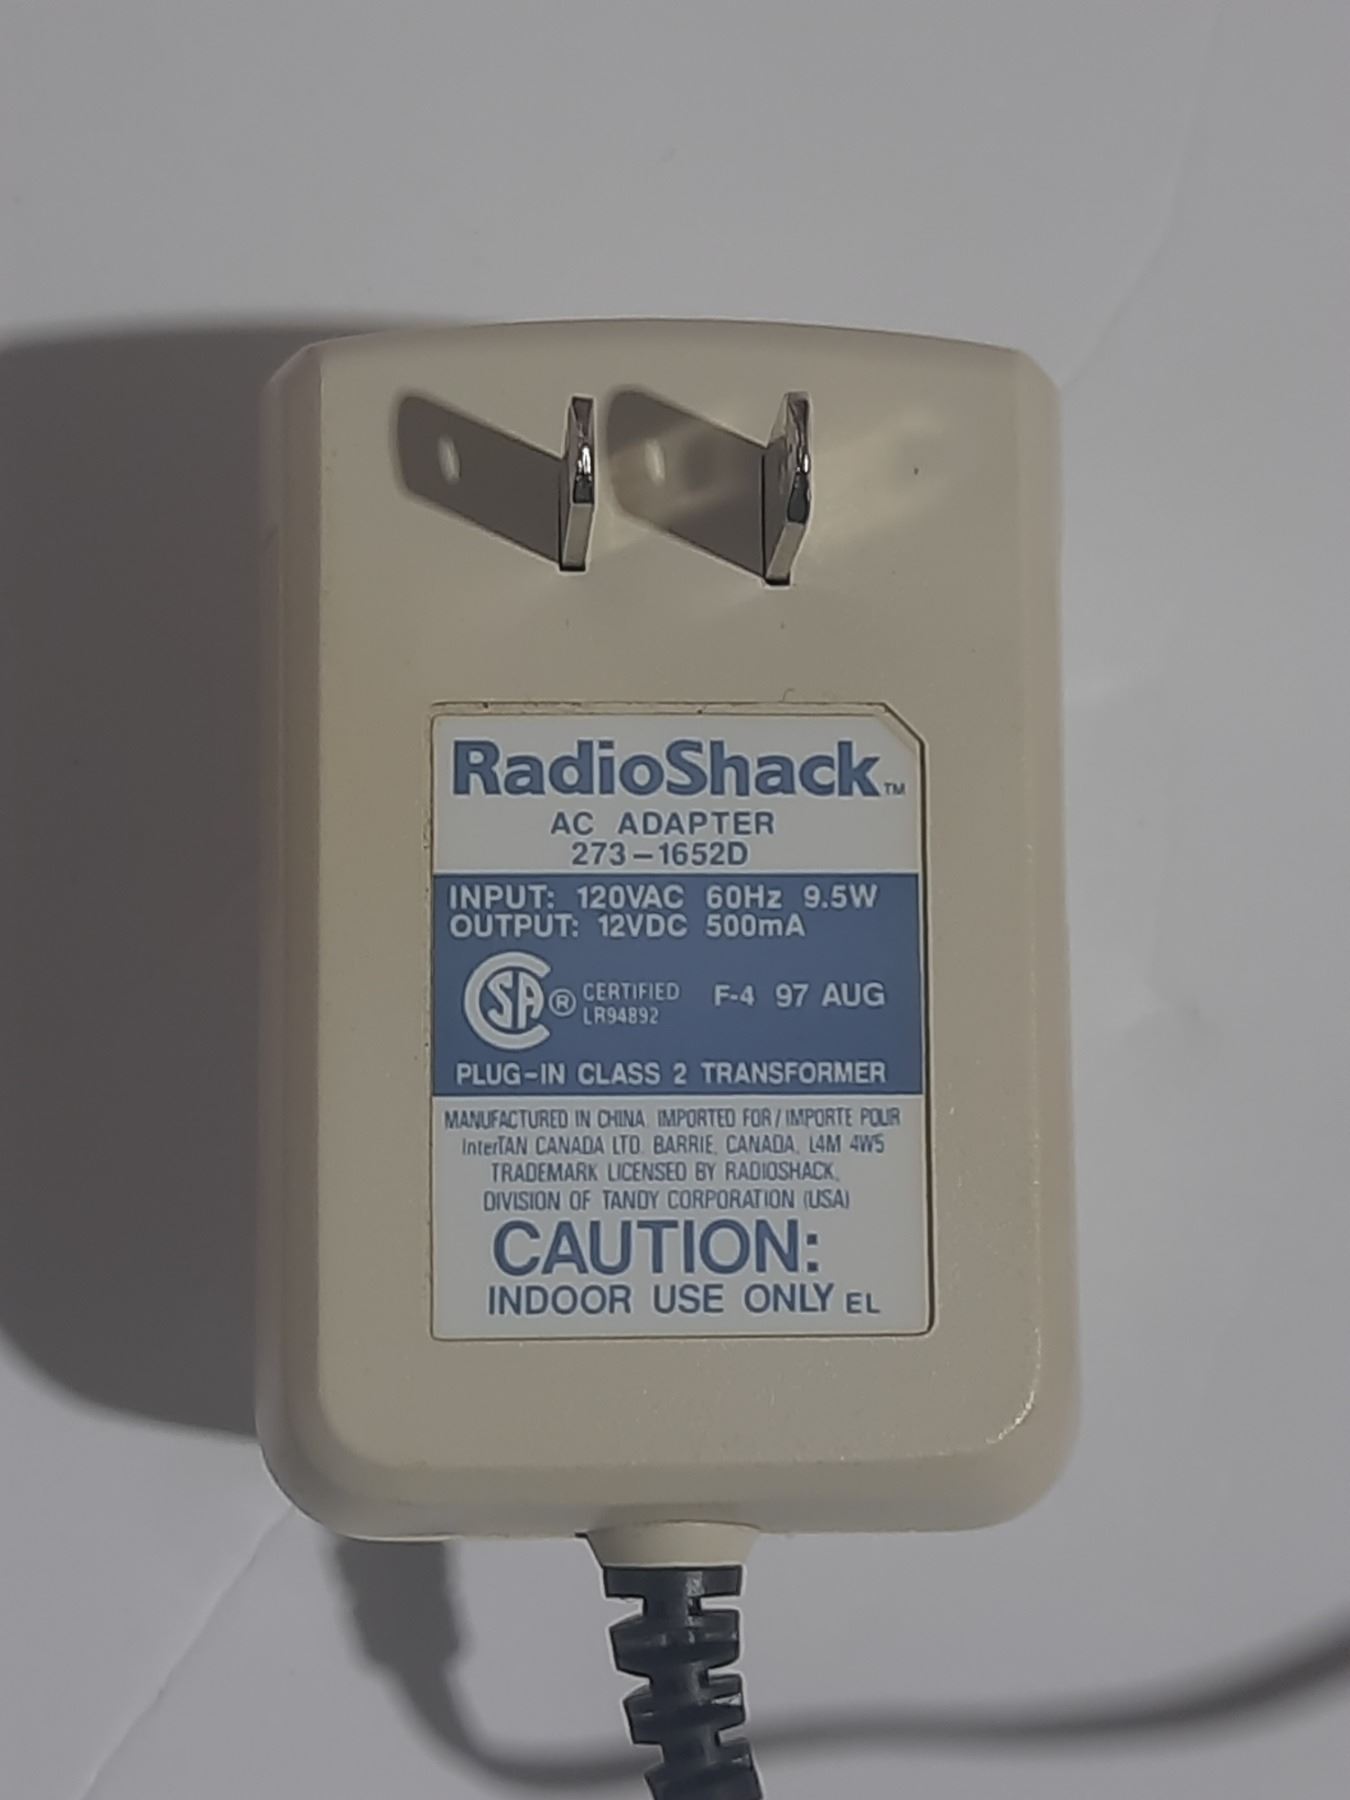 RadioShack™
AC ADAPTER
273-1652D
INPUT: 120VAC 60Hz 9.5W
OUTPUT: 12VDC 500mA
CSA® CERTIFIED F-4 97 AUG
LR94892
PLUG-IN CLASS 2 TRANSFORMER
MANUFACTURED IN CHINA. IMPORTED FOR/IMPORTE POUR
InterTAN CANADA LTD. BARRIE, CANADA, L4M 4W5
TRADEMARK LICENSED BY RADIOSHACK,
DIVISION OF TANDY CORPORATION (USA)
CAUTION:
INDOOR USE ONLY EL